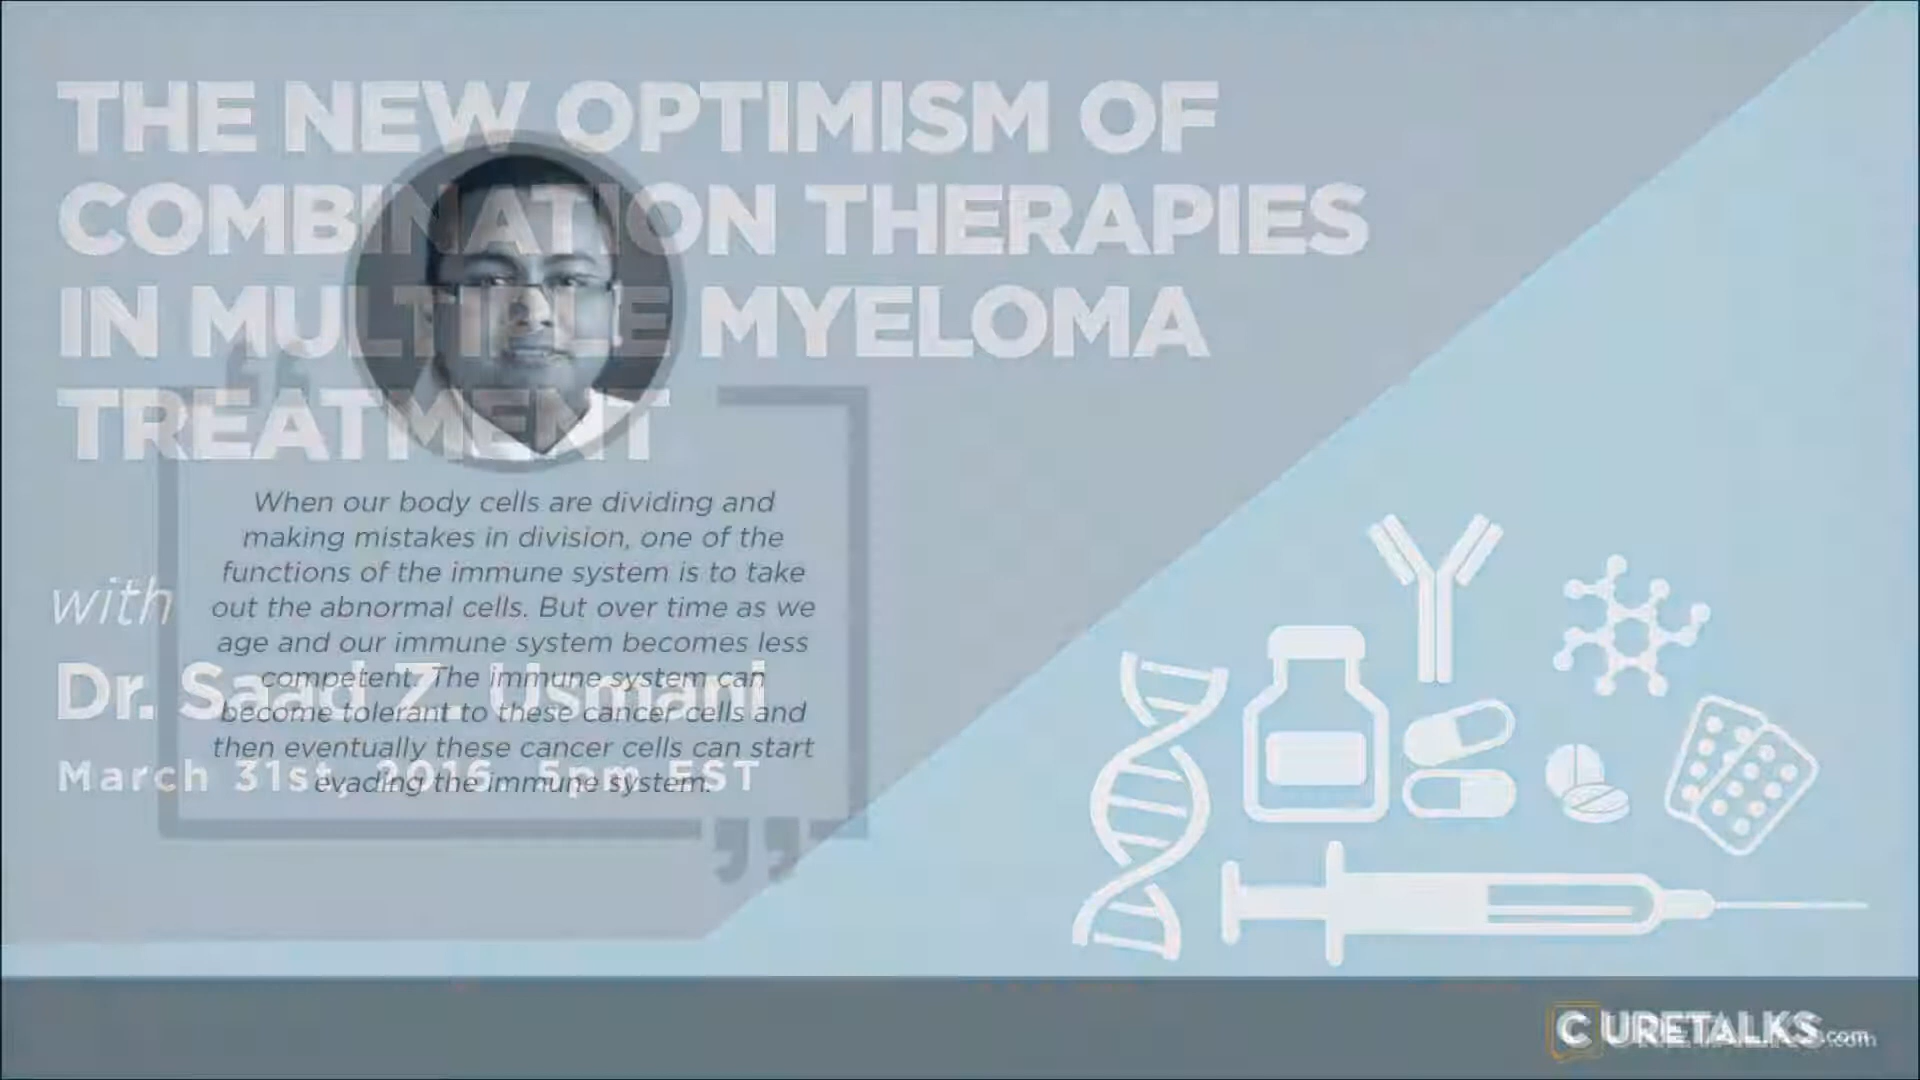 THE NEW OPTIMISM OF
COMBINATION THERAPIES
IN MULTIPLE MYELOMA
TREATMENT
with
Dr. Saad Z. Usmani
March 31st, 2016, 5pm EST
When our body cells are dividing and
making mistakes in division, one of the
functions of the immune system is to take
out the abnormal cells. But over time as we
age and our immune system becomes less
competent. The immune system can
become tolerant to these cancer cells and
then eventually these cancer cells can start
evading the immune system.
CURETALKS.com